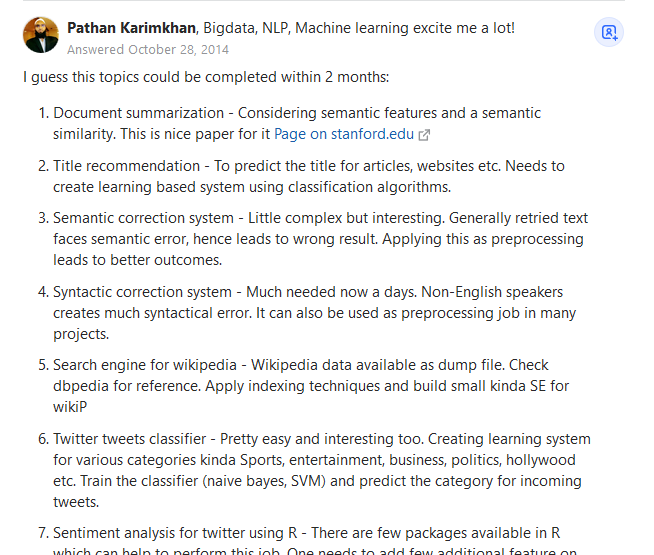 Pathan Karimkhan, Bigdata, NLP, Machine learning excite me a lot!
Answered October 28, 2014
I guess this topics could be completed within 2 months:
1. Document summarization - Considering semantic features and a semantic
similarity. This is nice paper for it Page on stanford.edu
2. Title recommendation - To predict the title for articles, websites etc. Needs to
create learning based system using classification algorithms.
3. Semantic correction system - Little complex but interesting. Generally retried text
faces semantic error, hence leads to wrong result. Applying this as preprocessing
leads to better outcomes.
4. Syntactic correction system - Much needed now a days. Non-English speakers
creates much syntactical error. It can also be used as preprocessing job in many
projects.
5. Search engine for wikipedia - Wikipedia data available as dump file. Check
dbpedia for reference. Apply indexing techniques and build small kinda SE for
wikiP
6. Twitter tweets classifier - Pretty easy and interesting too. Creating learning system
for various categories kinda Sports, entertainment, business, politics, hollywood
etc. Train the classifier (naive bayes, SVM) and predict the category for incoming
tweets.
7. Sentiment analysis for twitter using R - There are few packages available in R
which can help to perform this job. One needs to add few additional feature on